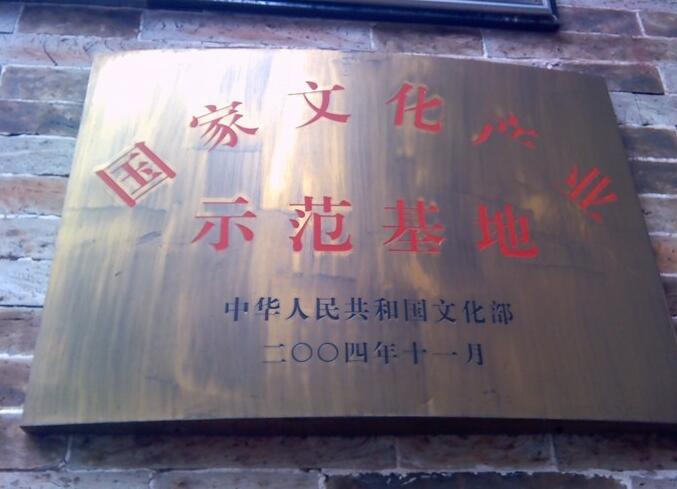 国家文化产业
示范基地
中华人民共和国文化部
二〇〇四年十一月